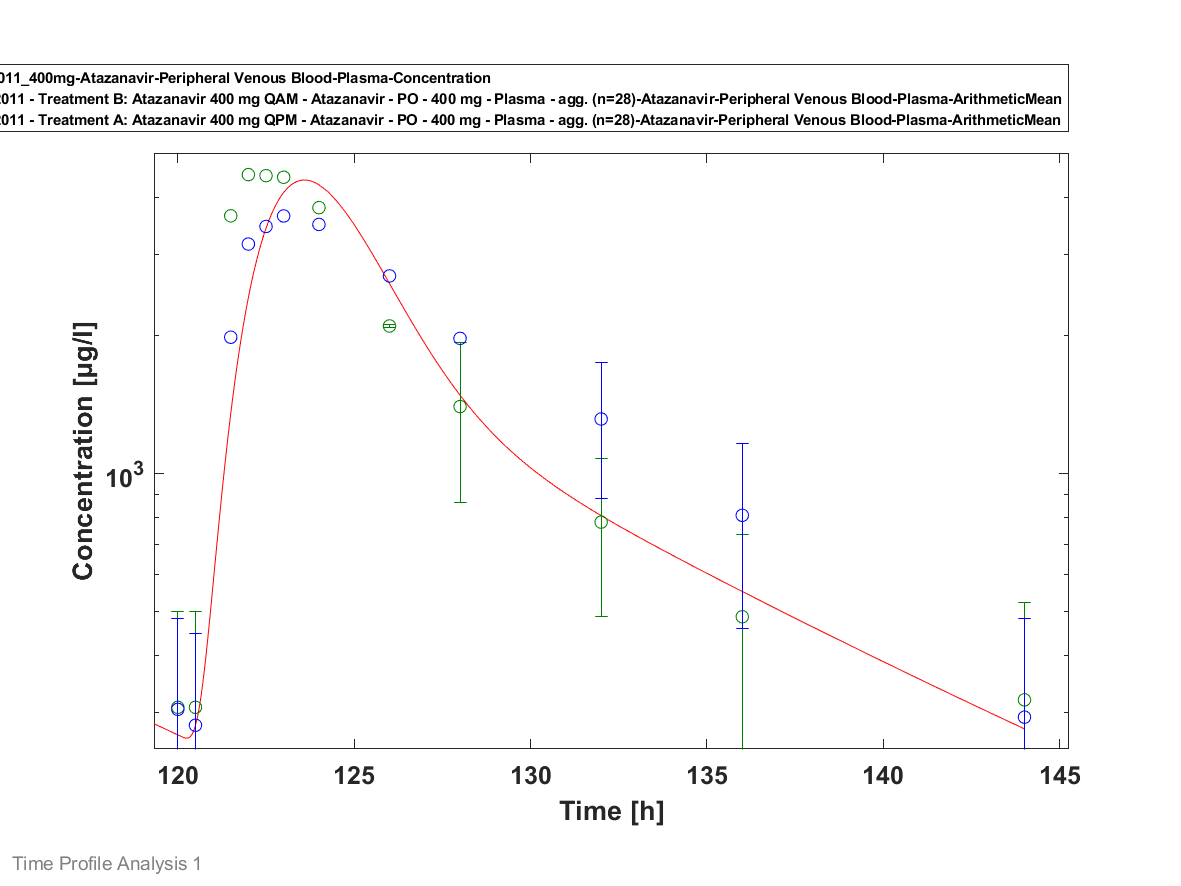 011_400mg-Atazanavir-Peripheral Venous Blood-Plasma-Concentration
2011 - Treatment B: Atazanavir 400 mg QAM - Atazanavir - PO - 400 mg - Plasma - agg. (n=28)-Atazanavir-Peripheral Venous Blood-Plasma-ArithmeticMean
2011 - Treatment A: Atazanavir 400 mg QPM - Atazanavir - PO - 400 mg - Plasma - agg. (n=28)-Atazanavir-Peripheral Venous Blood-Plasma-ArithmeticMean
Concentration [µg/l]
10³
120 125 130 135 140 145
Time [h]
Time Profile Analysis 1